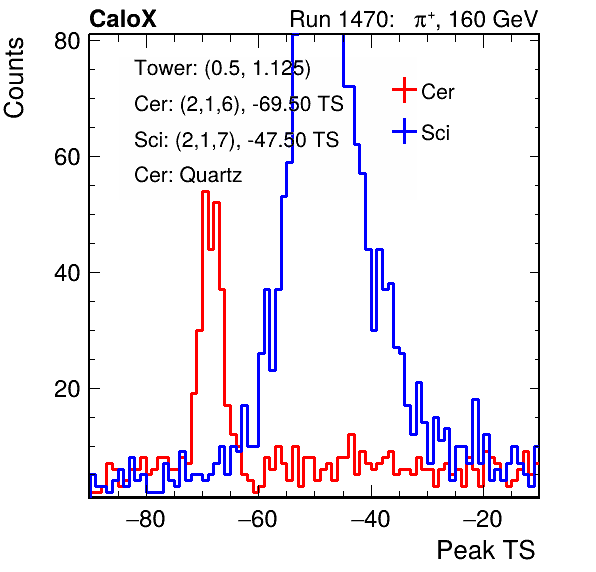 CaloX Run 1470: π⁺, 160 GeV
Counts
80
60
40
20
Tower: (0.5, 1.125)
Cer: (2,1,6), -69.50 TS
Sci: (2,1,7), -47.50 TS
Cer: Quartz
Cer
Sci
−80 −60 −40 −20
Peak TS